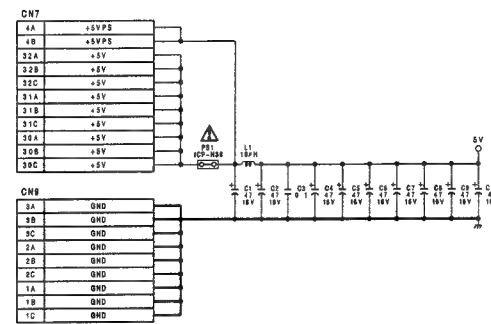 CN7
4A +5VPS
4B +5VPS
32A +5V
32B +5V
32C +5V
31A +5V
31B +5V
31C +5V
30A +5V
30B +5V
30C +5V
PS1
ICP-N38
L1
10µH
5V
C1 47 16V
C2 47 16V
C3 0.1
C4 47 16V
C5 47 16V
C6 47 16V
C7 47 16V
C8 47 16V
C9 47 16V
CN9
3A GND
3B GND
3C GND
2A GND
2B GND
2C GND
1A GND
1B GND
1C GND